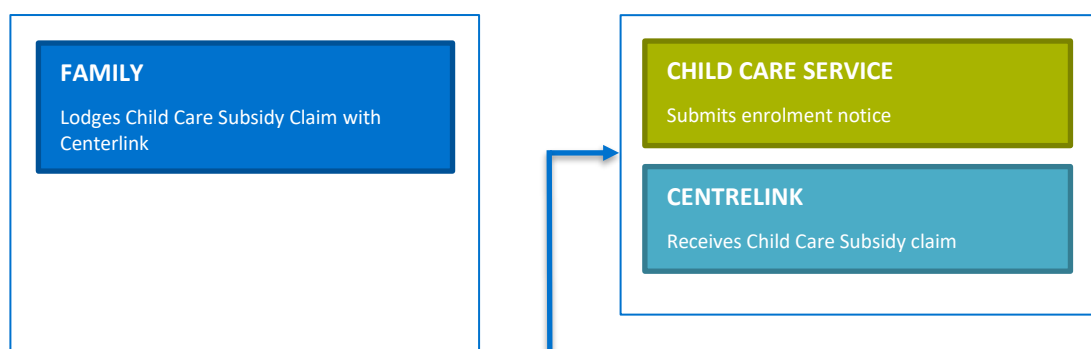 FAMILY
Lodges Child Care Subsidy Claim with
Centerlink
CHILD CARE SERVICE
Submits enrolment notice
CENTRELINK
Receives Child Care Subsidy claim